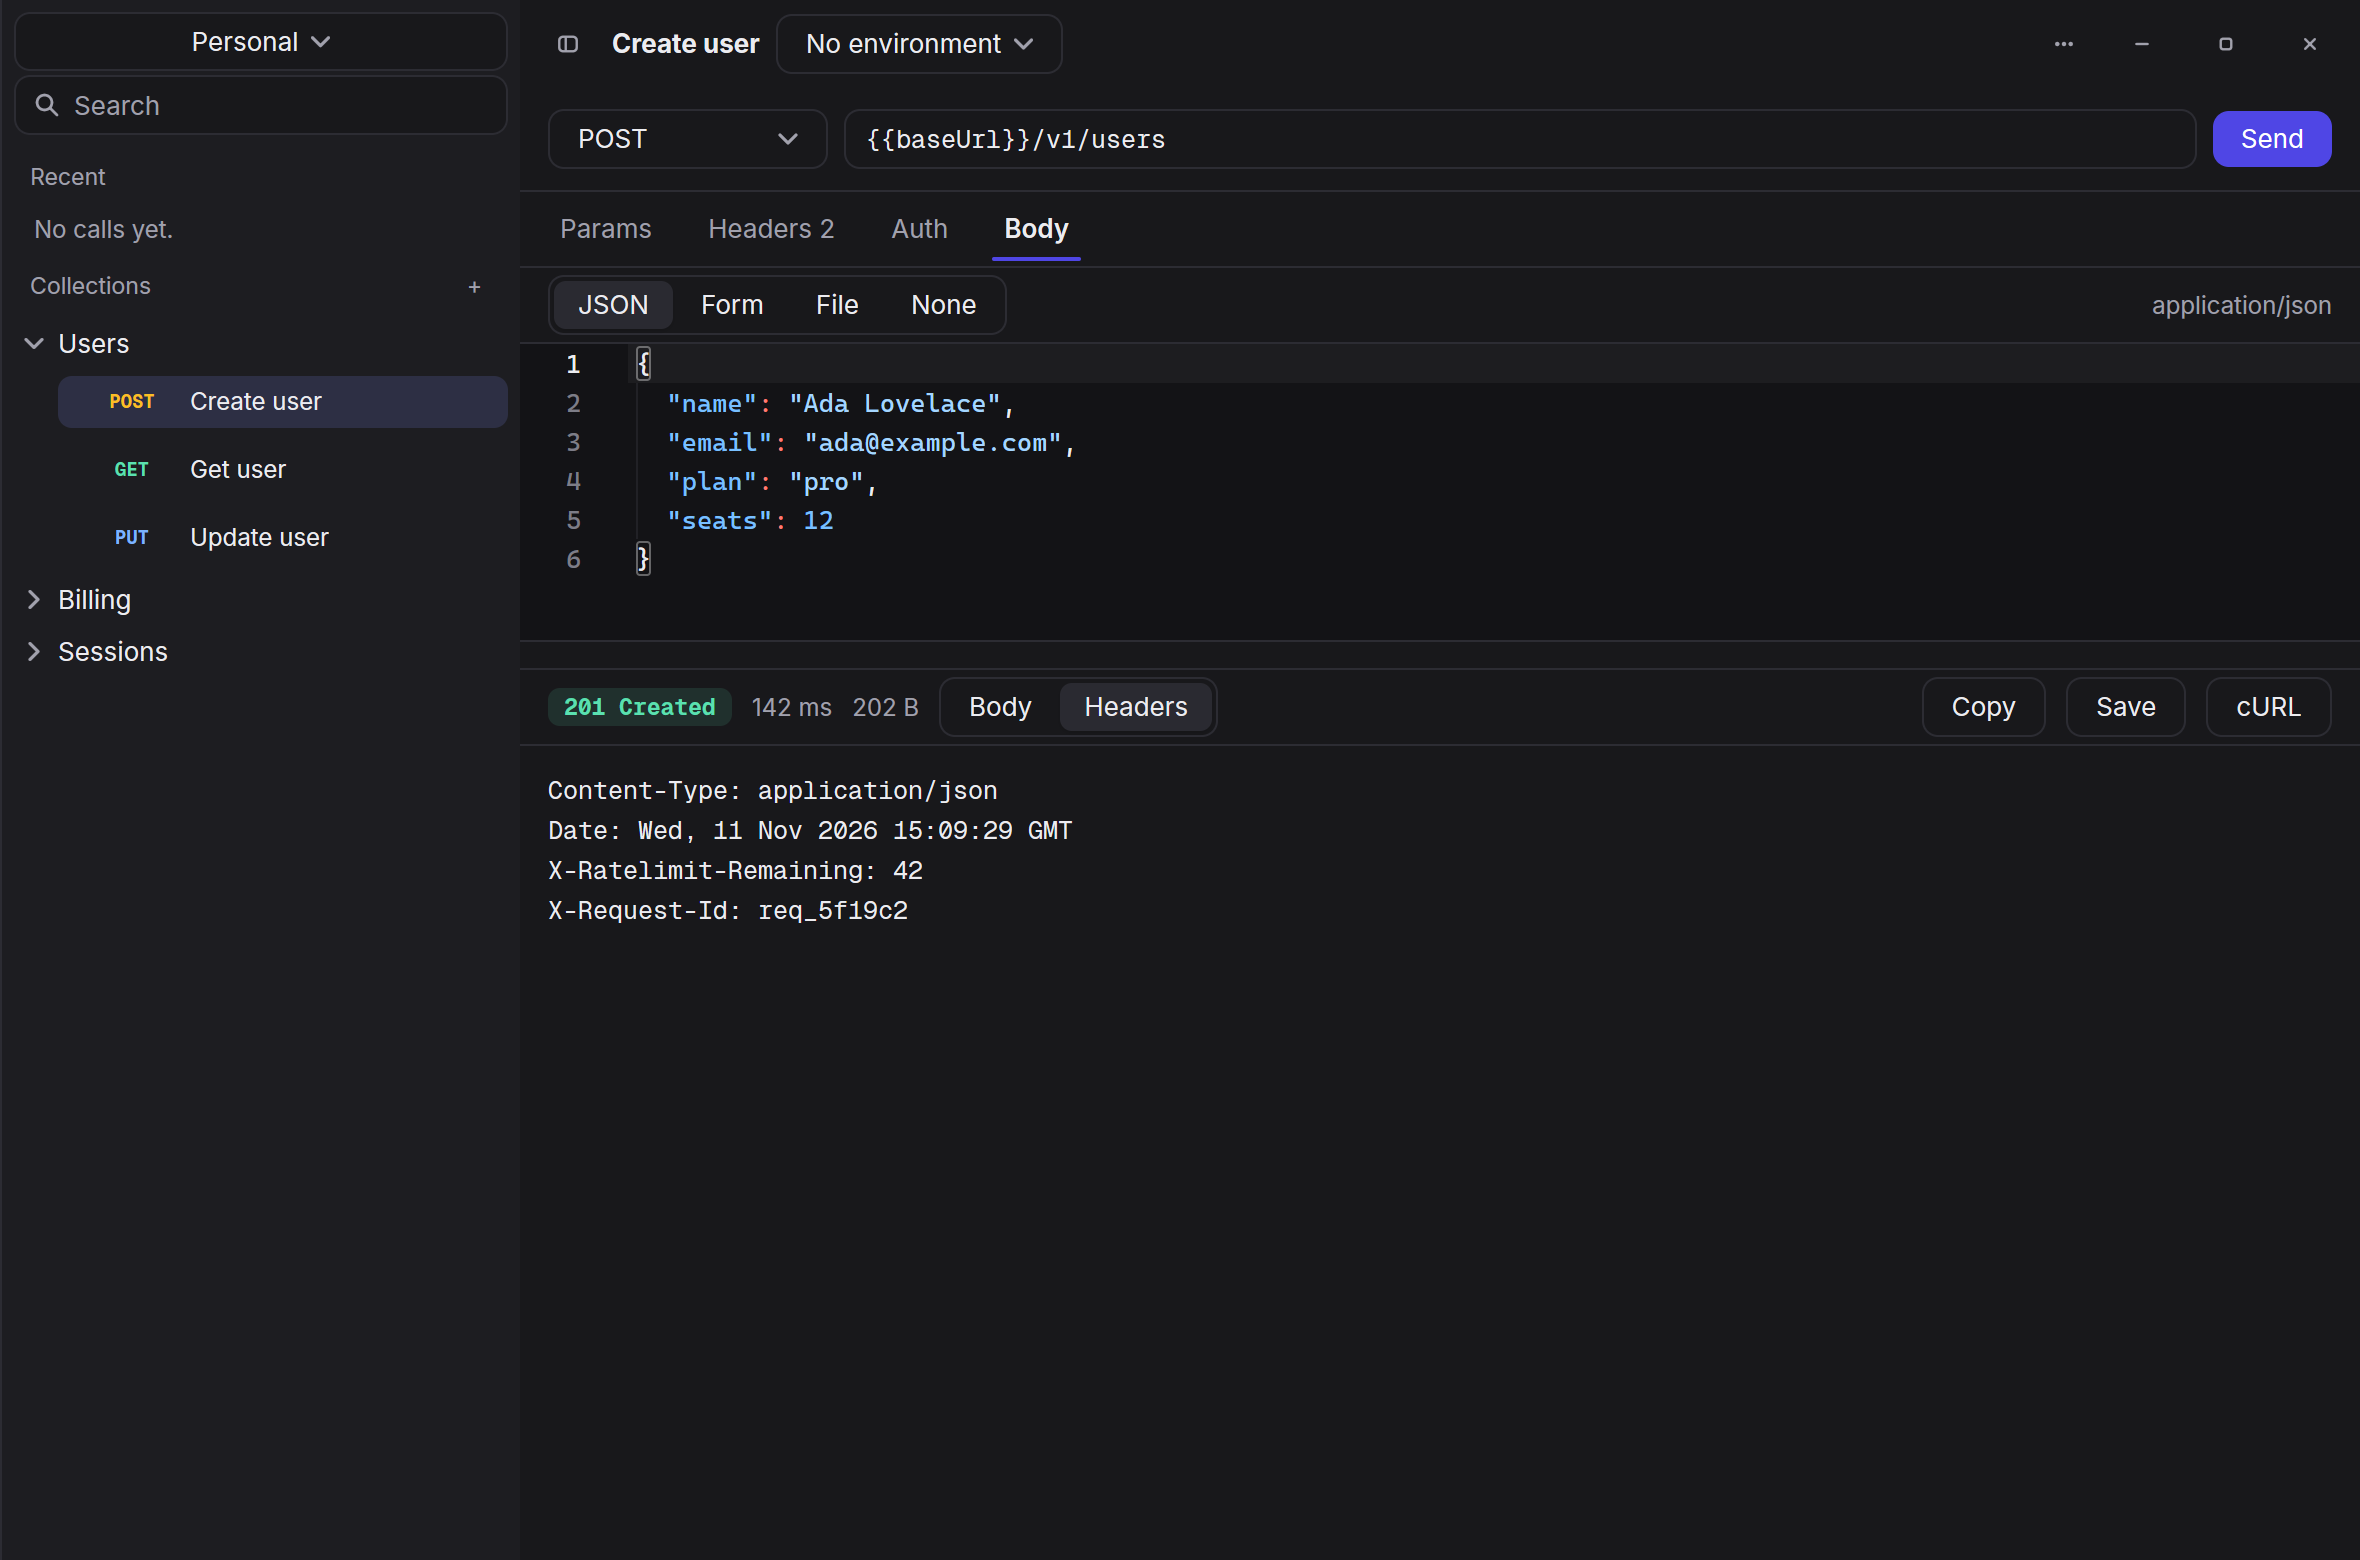 Personal
Search
Recent
No calls yet.
Collections +
Users
POST Create user
GET Get user
PUT Update user
Billing
Sessions
Create user No environment
POST {{baseUrl}}/v1/users Send
Params Headers 2 Auth Body
JSON Form File None application/json
1 {
2 "name": "Ada Lovelace",
3 "email": "ada@example.com",
4 "plan": "pro",
5 "seats": 12
6 }
201 Created 142 ms 202 B Body Headers Copy Save cURL
Content-Type: application/json
Date: Wed, 11 Nov 2026 15:09:29 GMT
X-Ratelimit-Remaining: 42
X-Request-Id: req_5f19c2